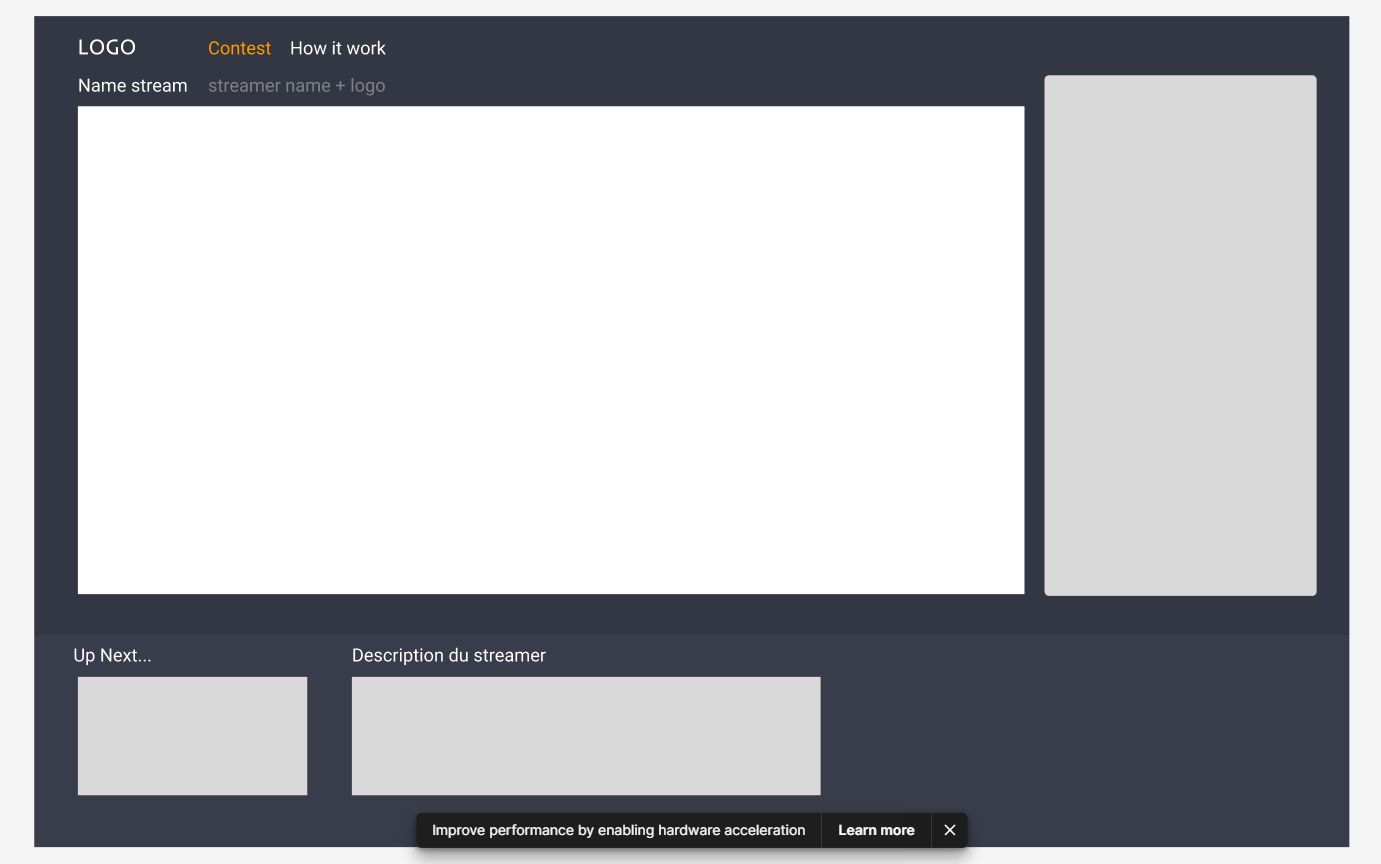 LOGO Contest How it work
Name stream streamer name + logo
Up Next... Description du streamer
Improve performance by enabling hardware acceleration Learn more